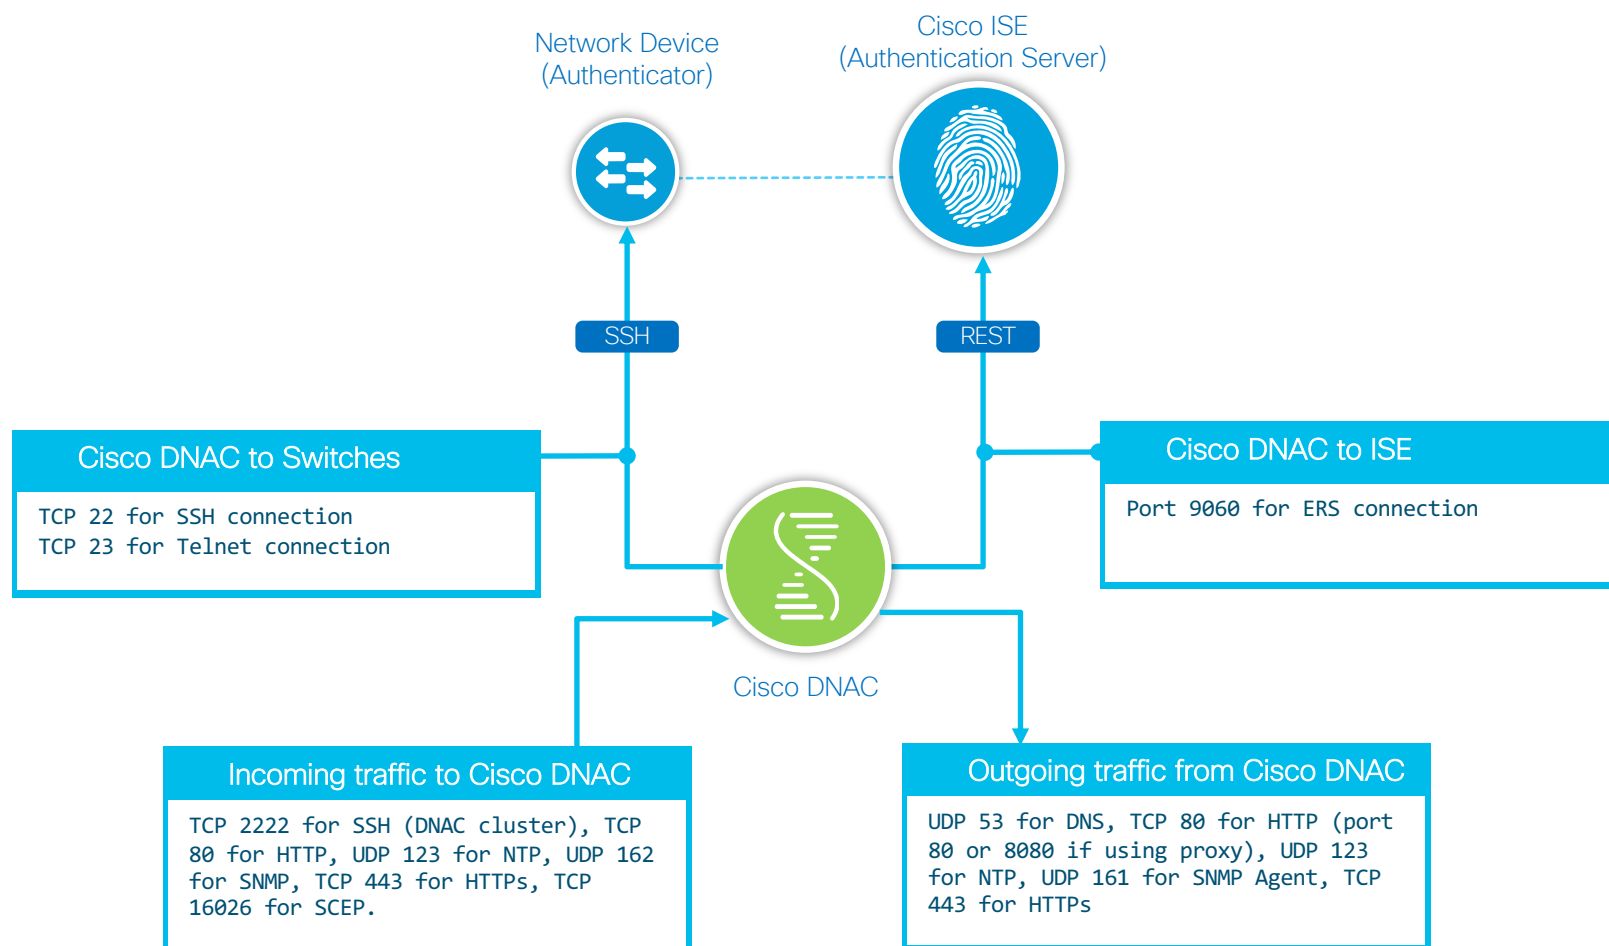 Network Device
(Authenticator)
Cisco ISE
(Authentication Server)
SSH
REST
Cisco DNAC to Switches
TCP 22 for SSH connection
TCP 23 for Telnet connection
Cisco DNAC to ISE
Port 9060 for ERS connection
Cisco DNAC
Incoming traffic to Cisco DNAC
TCP 2222 for SSH (DNAC cluster), TCP
80 for HTTP, UDP 123 for NTP, UDP 162
for SNMP, TCP 443 for HTTPs, TCP
16026 for SCEP.
Outgoing traffic from Cisco DNAC
UDP 53 for DNS, TCP 80 for HTTP (port
80 or 8080 if using proxy), UDP 123
for NTP, UDP 161 for SNMP Agent, TCP
443 for HTTPs